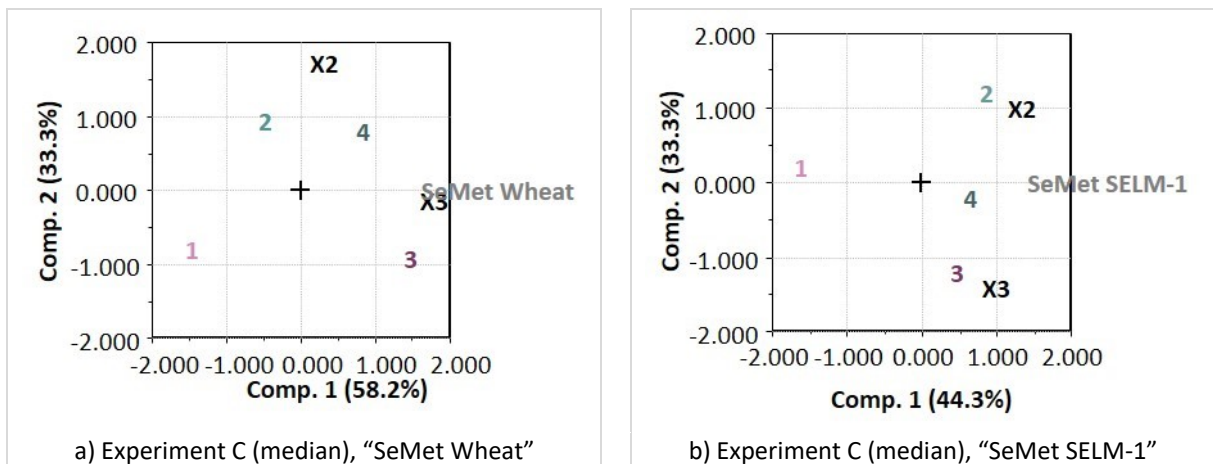 2.000
X2
1.000
2
4
0.000
SeMet Wheat
X3
1
3
-1.000
-2.000
-2.000 -1.000 0.000 1.000 2.000
Comp. 2 (33.3%)
Comp. 1 (58.2%)
a) Experiment C (median), “SeMet Wheat”
2.000
2
X2
1.000
1
0.000
SeMet SELM-1
4
-1.000
3
X3
-2.000
-2.000 -1.000 0.000 1.000 2.000
Comp. 2 (33.3%)
Comp. 1 (44.3%)
b) Experiment C (median), “SeMet SELM-1”